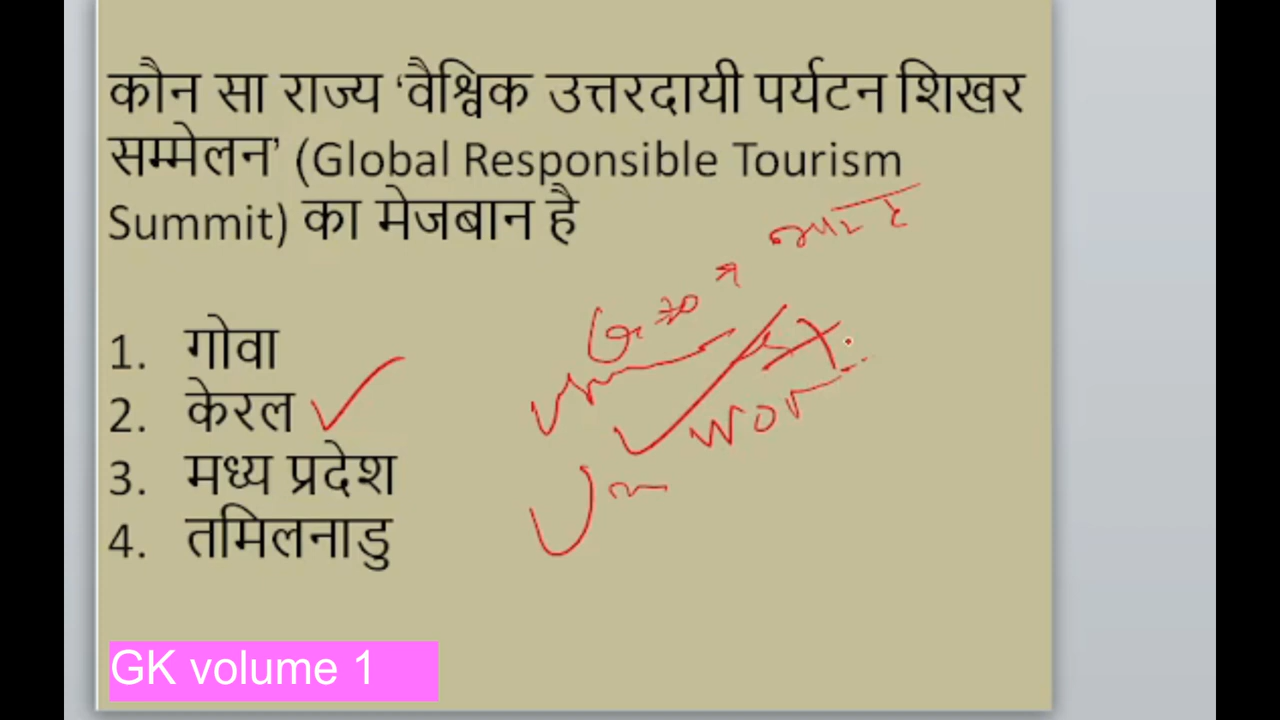 कौन सा राज्य ‘वैश्विक उत्तरदायी पर्यटन शिखर
सम्मेलन’ (Global Responsible Tourism
Summit) का मेजबान है
1. गोवा
2. केरल
3. मध्य प्रदेश
4. तमिलनाडु
GK volume 1